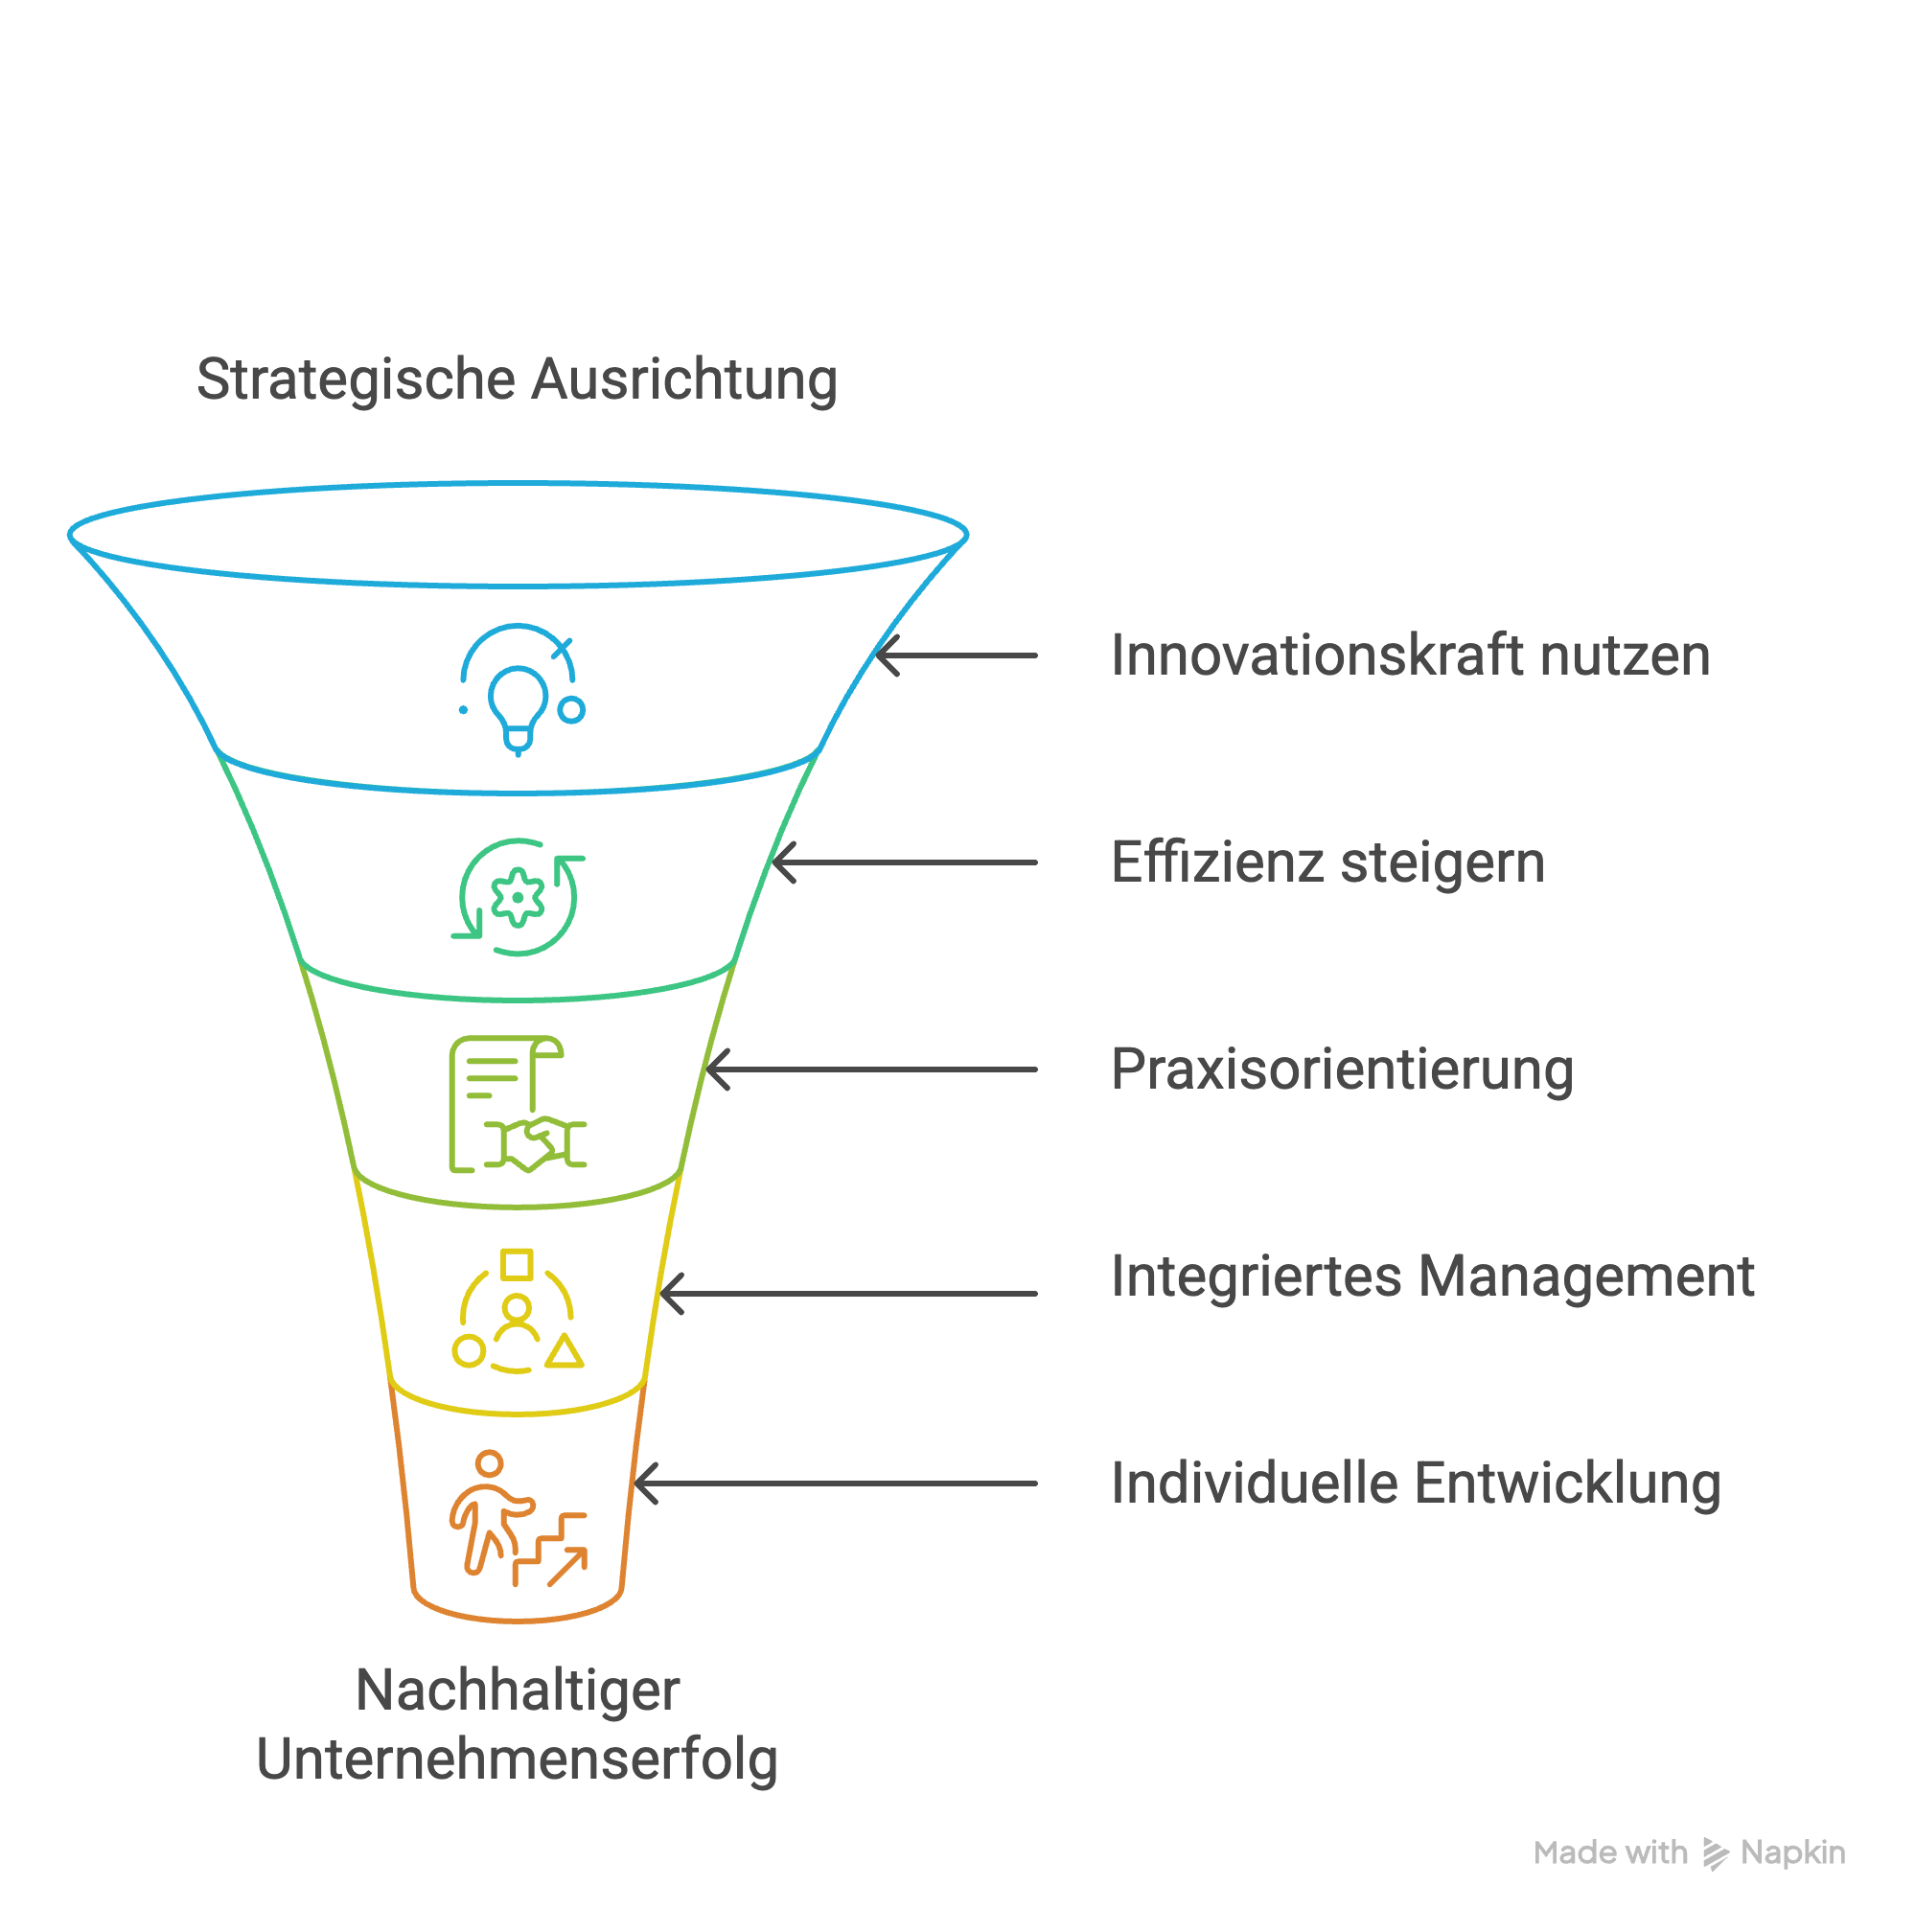 Strategische Ausrichtung
Innovationskraft nutzen
Effizienz steigern
Praxisorientierung
Integriertes Management
Individuelle Entwicklung
Nachhaltiger
Unternehmenserfolg
Made with Napkin